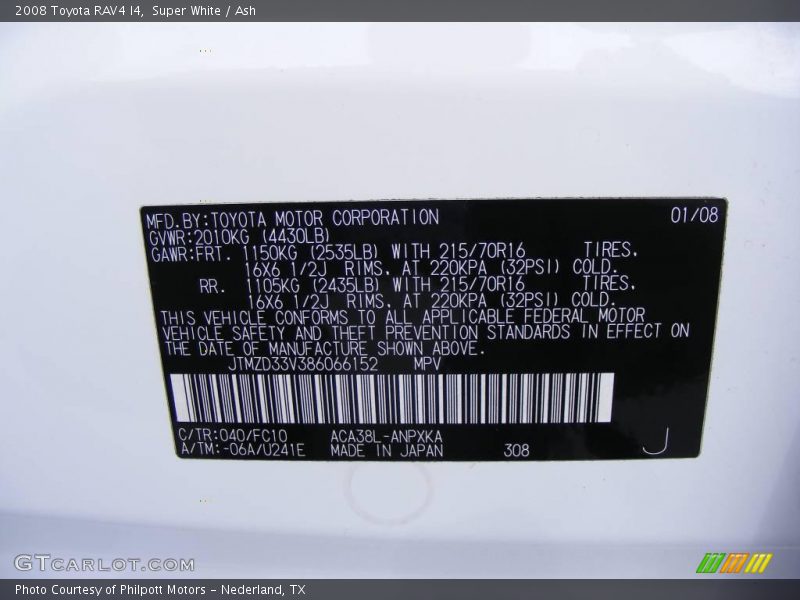 2008 Toyota RAV4 I4,  Super White / Ash
MFD.BY:TOYOTA MOTOR CORPORATION 01/08
GVWR:2010KG (4430LB)
GAWR:FRT. 1150KG (2535LB) WITH 215/70R16 TIRES,
16X6 1/2J RIMS, AT 220KPA (32PSI) COLD.
RR. 1105KG (2435LB) WITH 215/70R16 TIRES,
16X6 1/2J RIMS, AT 220KPA (32PSI) COLD.
THIS VEHICLE CONFORMS TO ALL APPLICABLE FEDERAL MOTOR
VEHICLE SAFETY AND THEFT PREVENTION STANDARDS IN EFFECT ON
THE DATE OF MANUFACTURE SHOWN ABOVE.
JTMZD33V386066152 MPV
C/TR:040/FC10 ACA38L-ANPXKA
A/TM:-06A/U241E MADE IN JAPAN 308 J
GTCARLOT.COM
Photo Courtesy of Philpott Motors - Nederland, TX